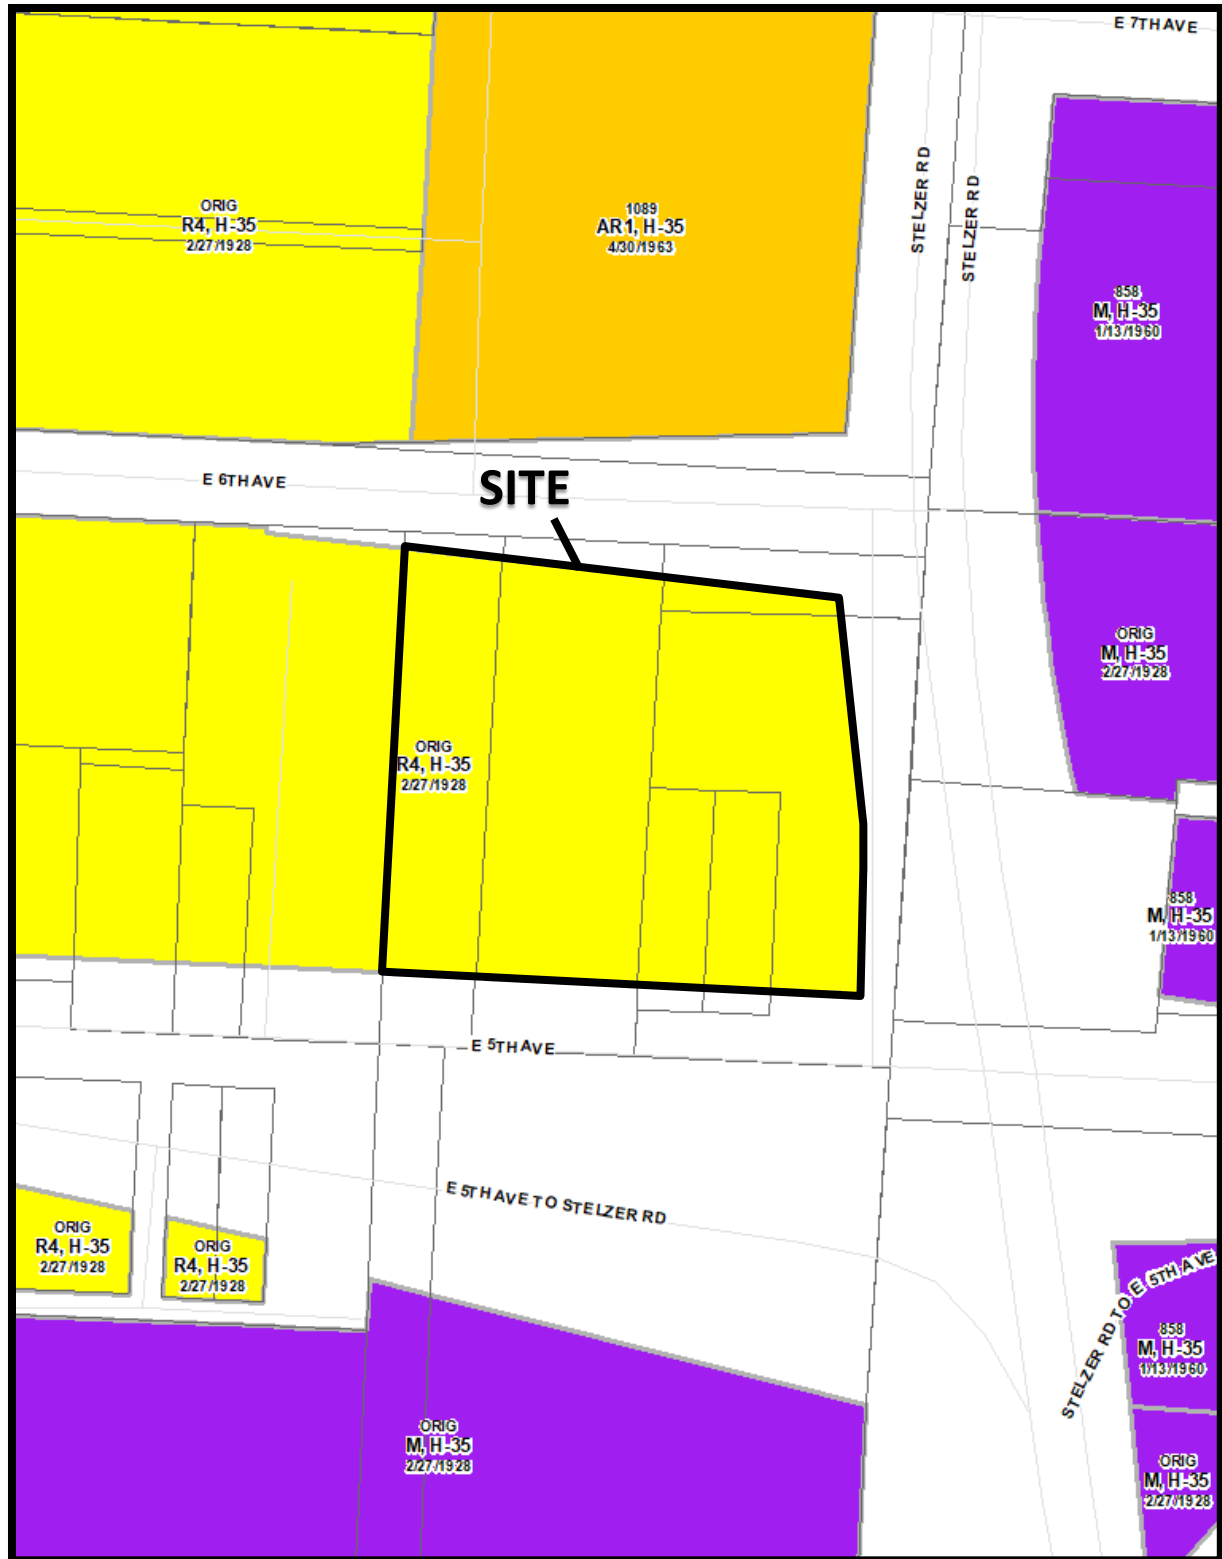 E 7TH AVE
STELZER RD
STELZER RD
ORIG
R4, H-35
2/27/1928
1089
AR1, H-35
4/30/1963
858
M, H-35
1/13/1960
E 6TH AVE
SITE
ORIG
M, H-35
2/27/1928
ORIG
R4, H-35
2/27/1928
858
M, H-35
1/13/1960
E 5TH AVE
E 5TH AVE TO STELZER RD
ORIG
R4, H-35
2/27/1928
ORIG
R4, H-35
2/27/1928
STELZER RD TO E 5TH AVE
858
M, H-35
1/13/1960
ORIG
M, H-35
2/27/1928
ORIG
M, H-35
2/27/1928